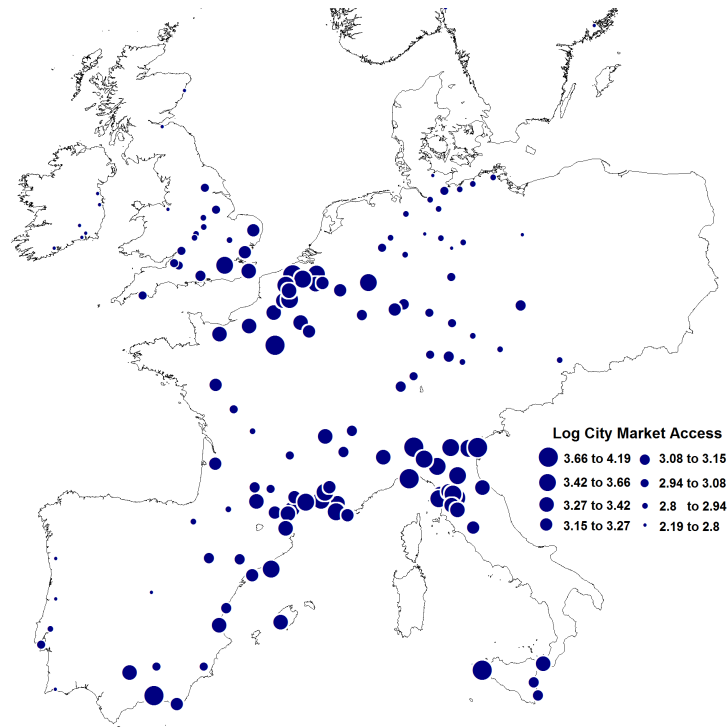 Log City Market Access
3.66 to 4.19 3.08 to 3.15
3.42 to 3.66 2.94 to 3.08
3.27 to 3.42 2.8 to 2.94
3.15 to 3.27 2.19 to 2.8